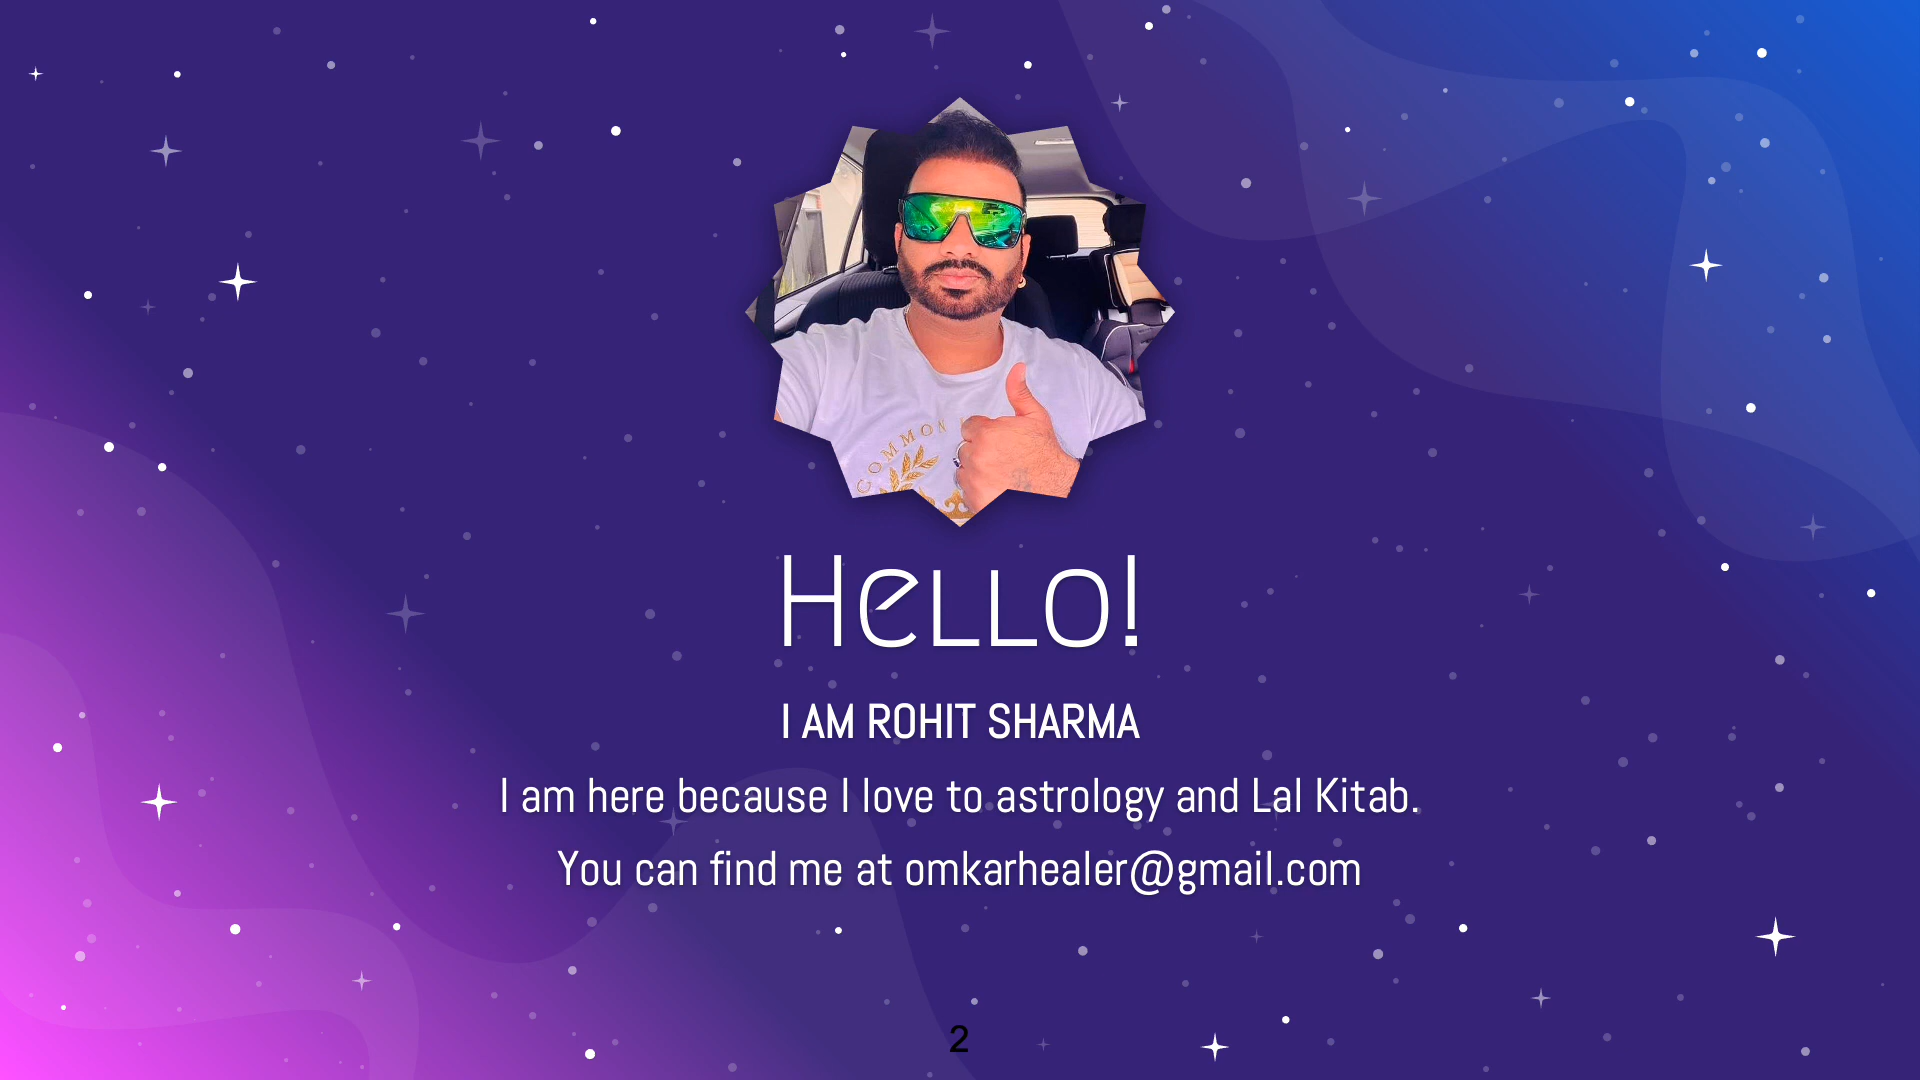 COMMON
Hello!
I AM ROHIT SHARMA
I am here because I love to astrology and Lal Kitab.
You can find me at omkarhealer@gmail.com
2